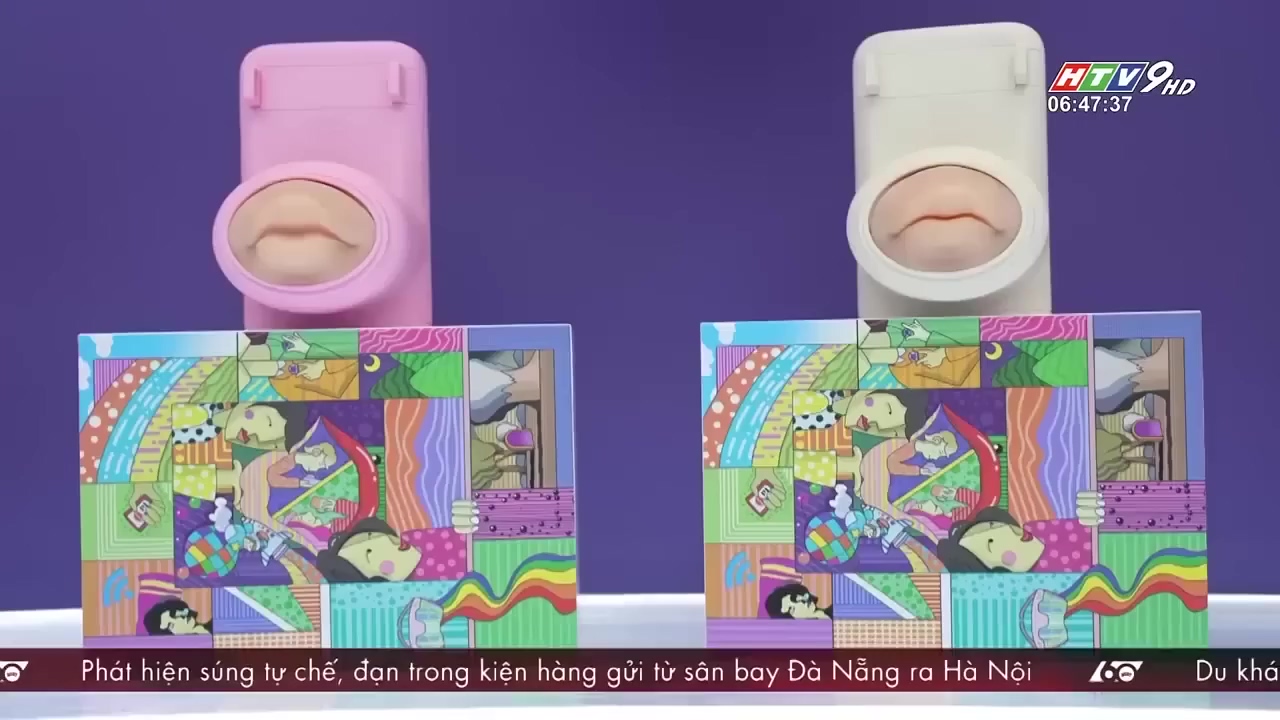 HTV9HD
06:47:37
Phát hiện súng tự chế, đạn trong kiện hàng gửi từ sân bay Đà Nẵng ra Hà Nội
Du khá